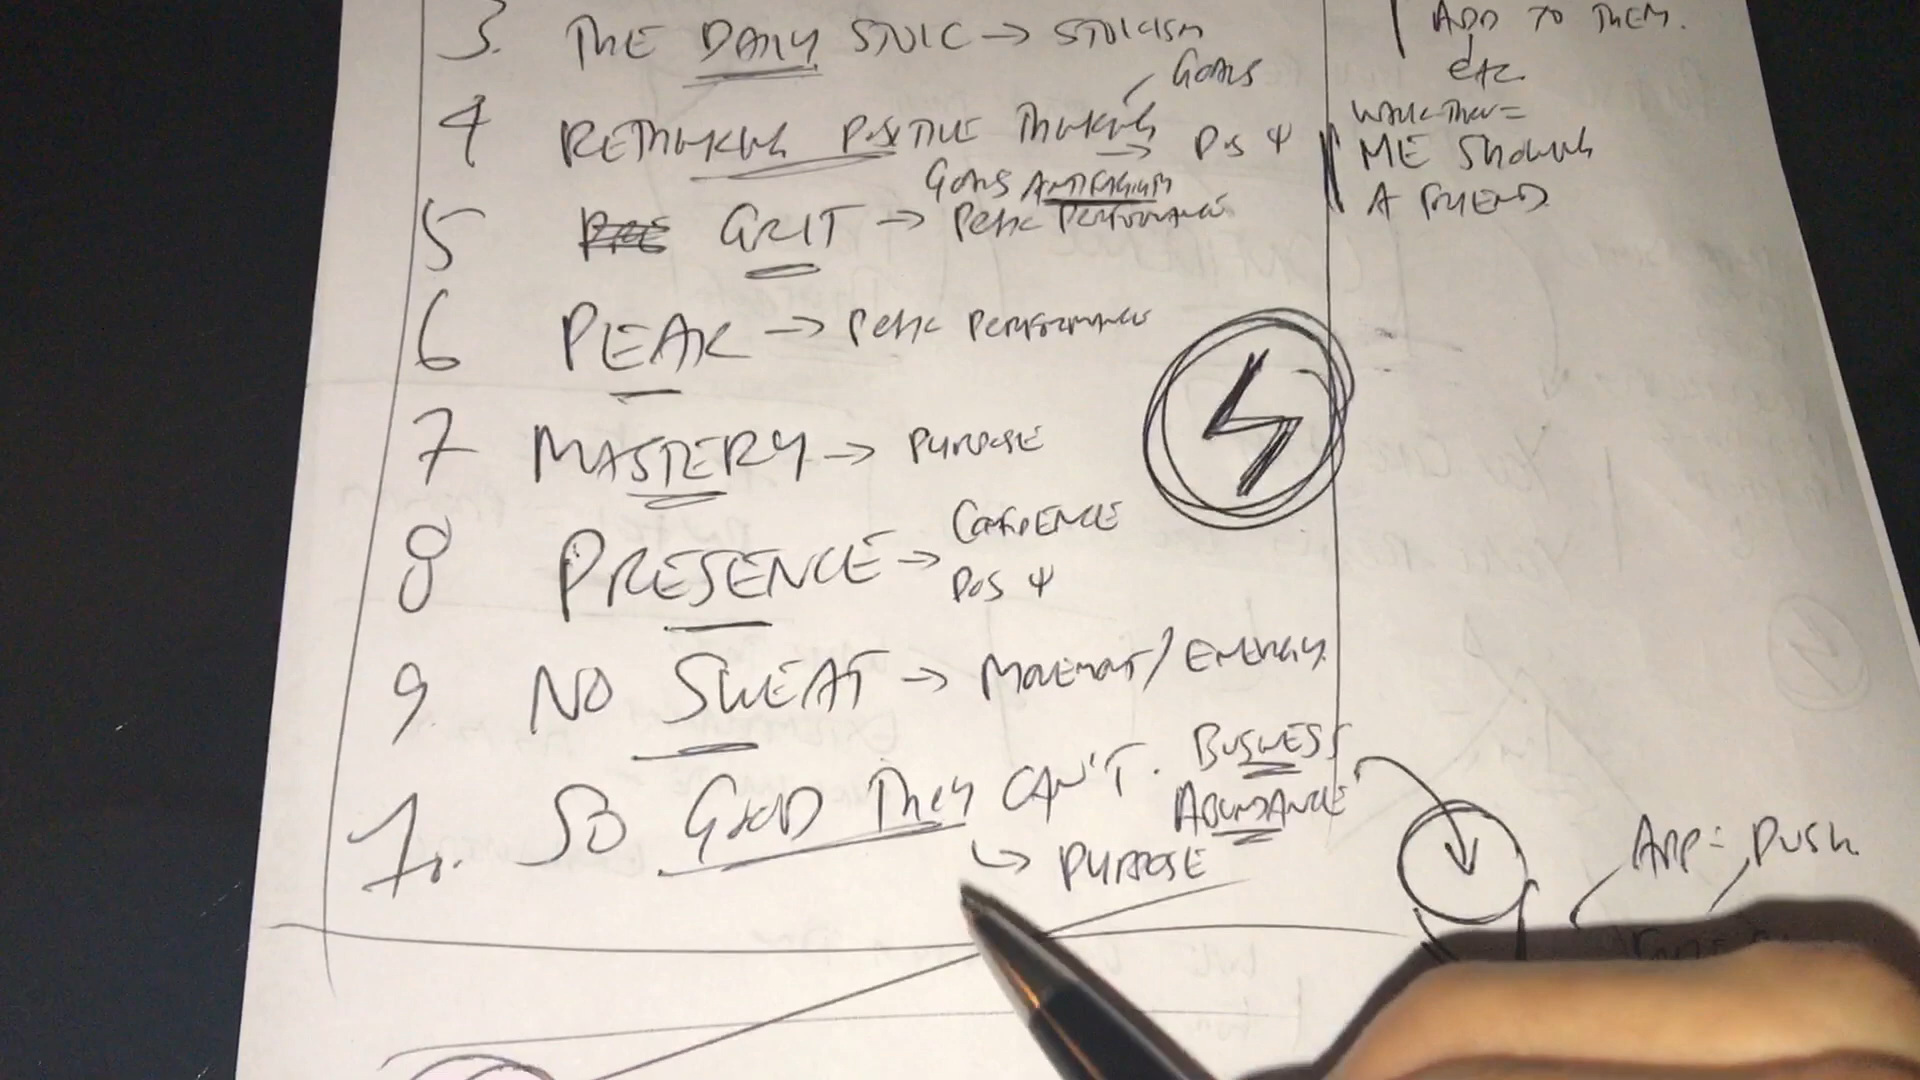 3. THE DAILY STOIC → STOICISM
GOALS
4 RETHINKING POSITIVE THINKING → POS Ψ
GOALS ANTIFRAGILITY
5 GRIT → PEAK PERFORMANCE
6 PEAK → PEAK PERFORMANCE
7 MASTERY → PURPOSE
8 PRESENCE → CONFIDENCE
POS Ψ
9. NO SWEAT → MOVEMENT / ENERGY
10. SO GOOD THEY CAN'T.
→ PURPOSE
BUSINESS
ABUNDANCE
ADD TO THEM.
etc.
ME SHOWING
A FRIEND
APP = PUSH